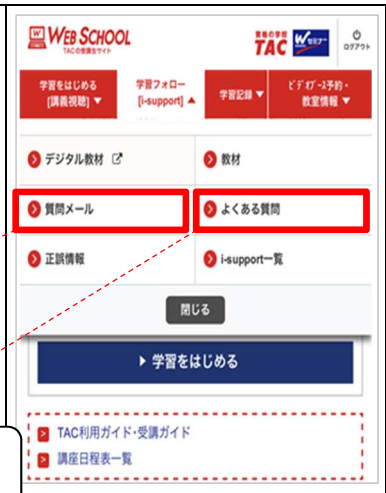 WEB SCHOOL
TACの受講生サイト
資格の学校
TAC Wセミナー
ログアウト
学習をはじめる
[講義視聴] ▼
学習フォロー
[i-support] ▲
学習記録 ▼
ビデオブース予約・
教室情報 ▼
デジタル教材
教材
質問メール
よくある質問
正誤情報
i-support一覧
閉じる
▶ 学習をはじめる
TAC利用ガイド・受講ガイド
講座日程表一覧